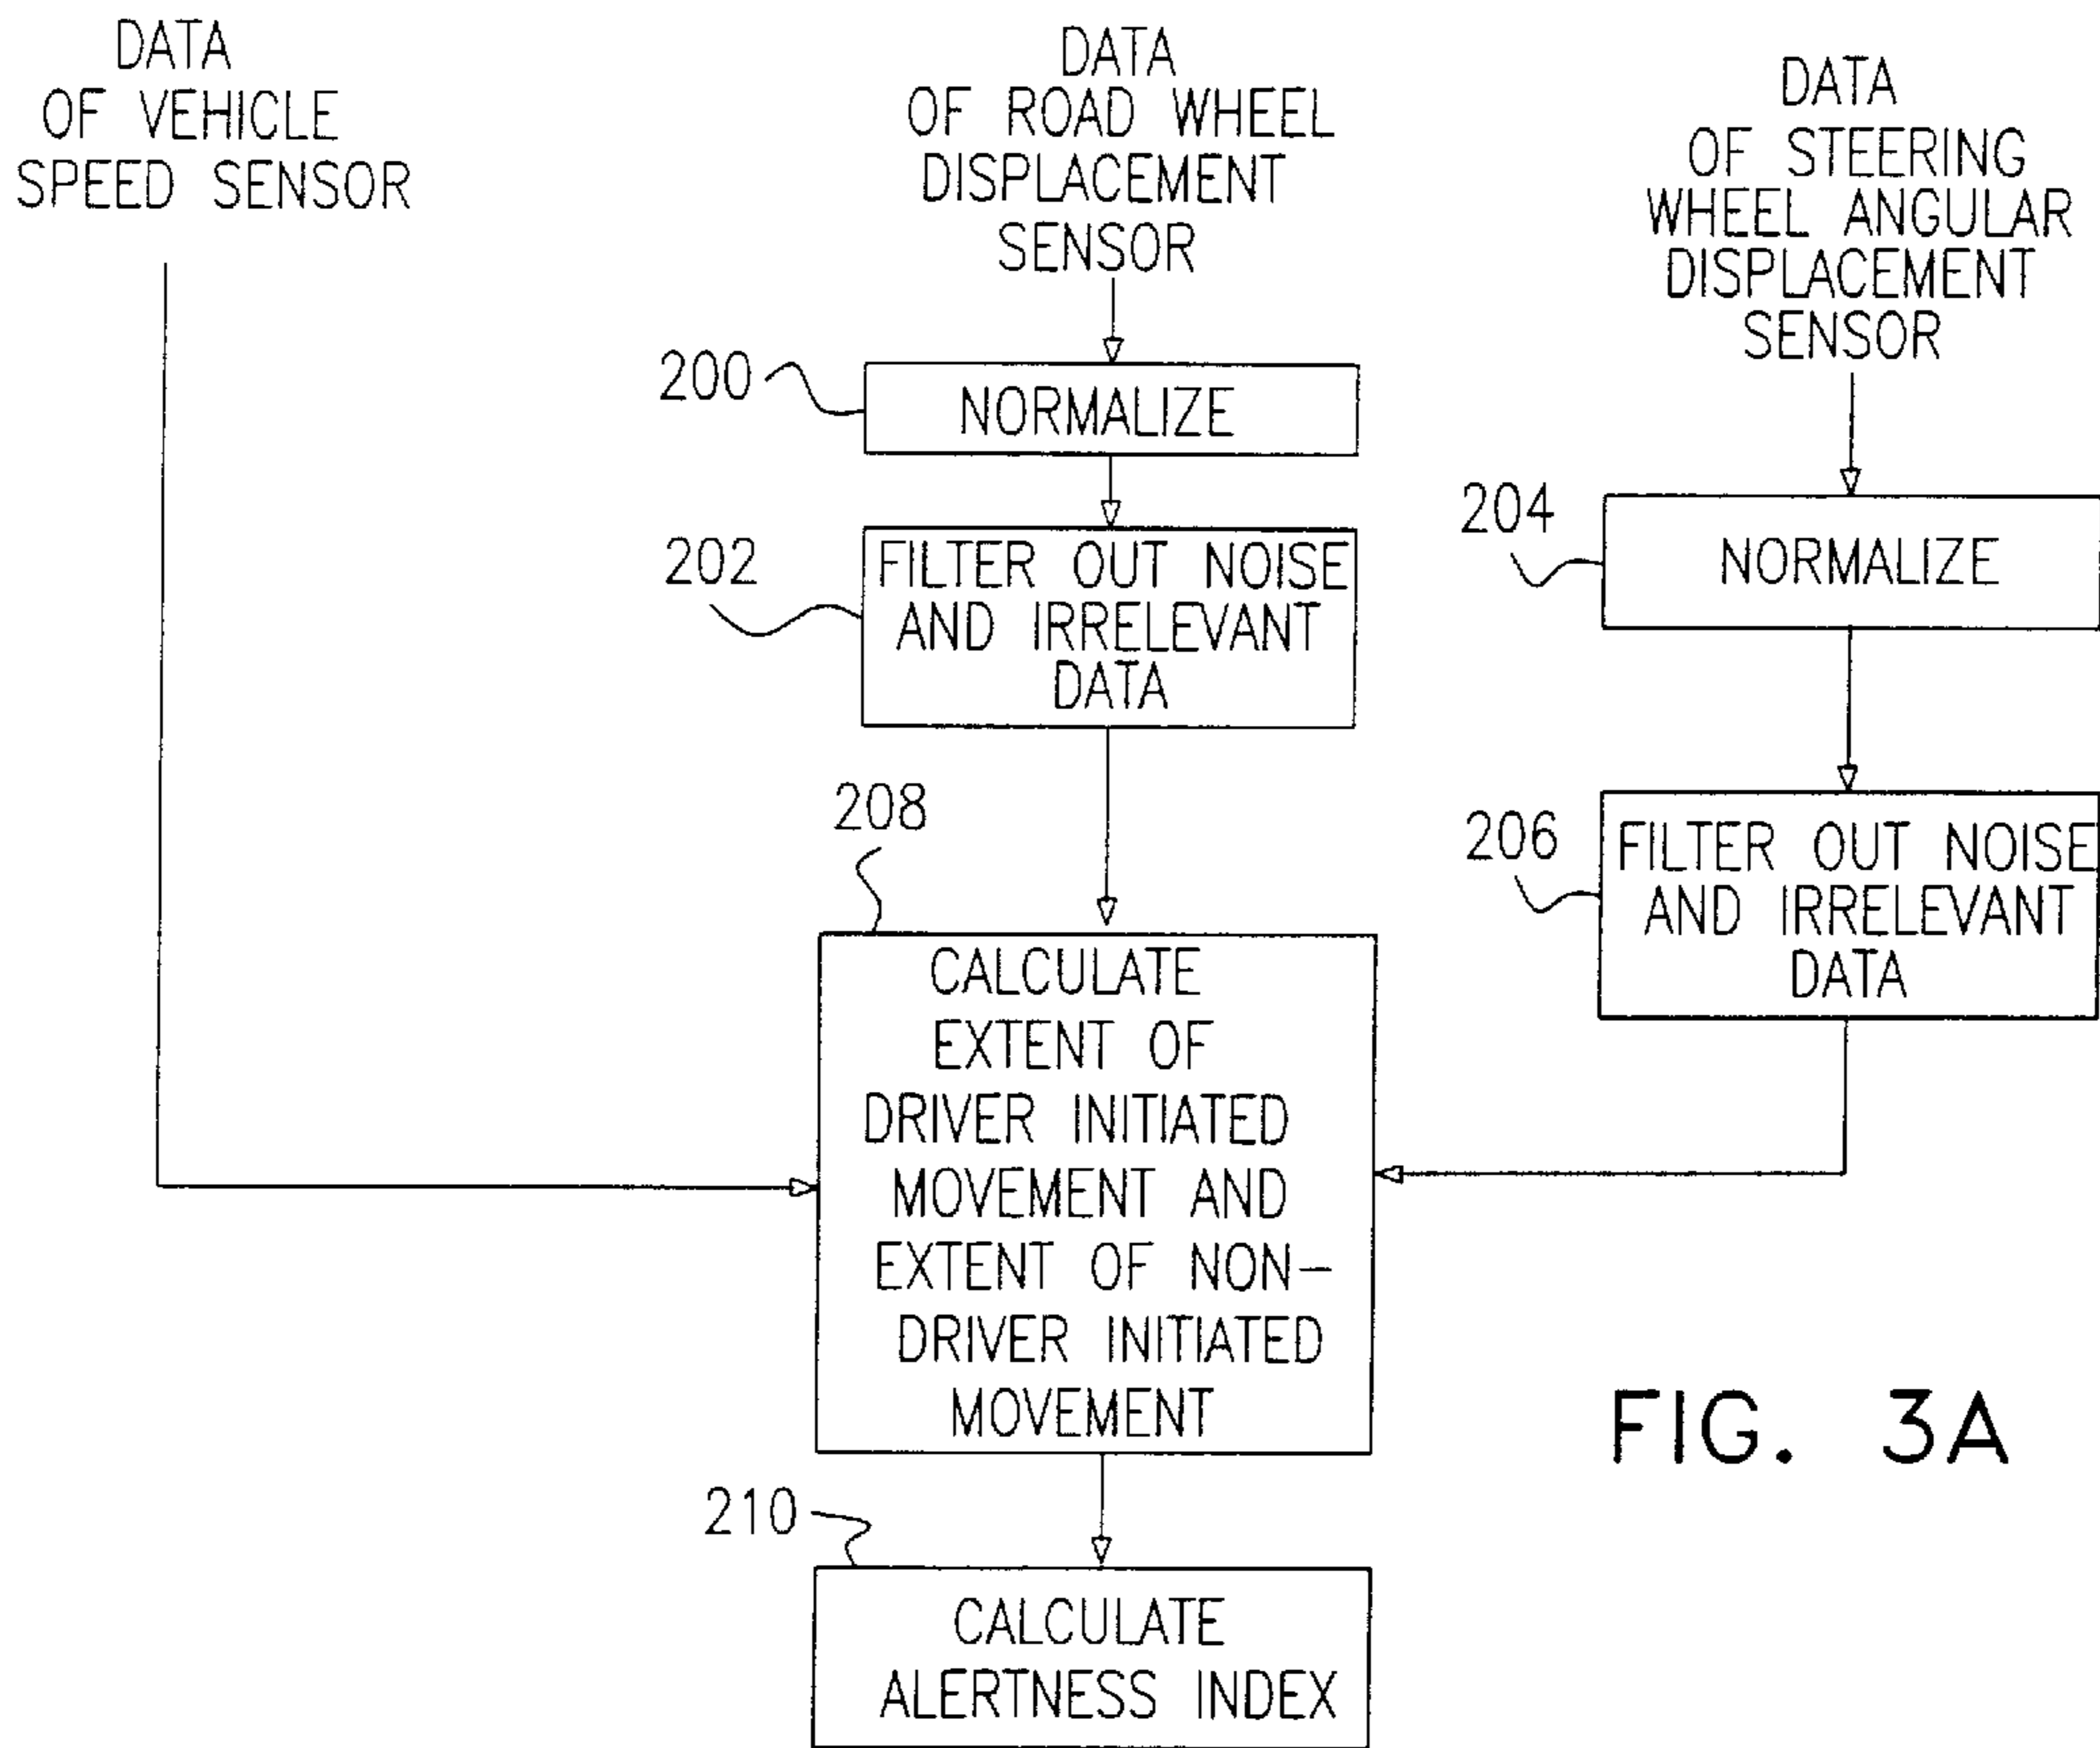 DATA
OF VEHICLE
SPEED SENSOR
DATA
OF ROAD WHEEL
DISPLACEMENT
SENSOR
DATA
OF STEERING
WHEEL ANGULAR
DISPLACEMENT
SENSOR
200
NORMALIZE
202
FILTER OUT NOISE
AND IRRELEVANT
DATA
204
NORMALIZE
206
FILTER OUT NOISE
AND IRRELEVANT
DATA
208
CALCULATE
EXTENT OF
DRIVER INITIATED
MOVEMENT AND
EXTENT OF NON-
DRIVER INITIATED
MOVEMENT
210
CALCULATE
ALERTNESS INDEX
FIG. 3A